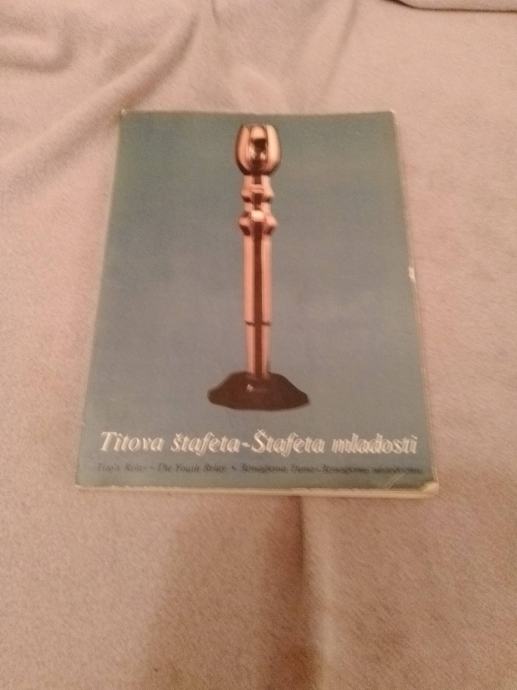 Titova štafeta-Štafeta mladosti
Tito's Relay - The Youth Relay •